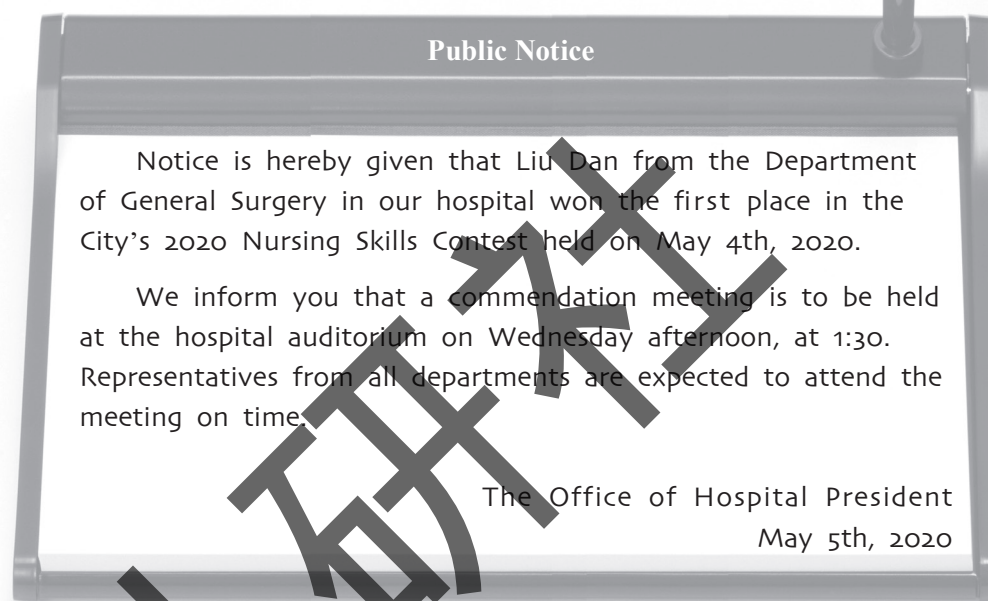 Public Notice
Notice is hereby given that Liu Dan from the Department
of General Surgery in our hospital won the first place in the
City's 2020 Nursing Skills Contest held on May 4th, 2020.
We inform you that a commendation meeting is to be held
at the hospital auditorium on Wednesday afternoon, at 1:30.
Representatives from all departments are expected to attend the
meeting on time.
The Office of Hospital President
May 5th, 2020
研社